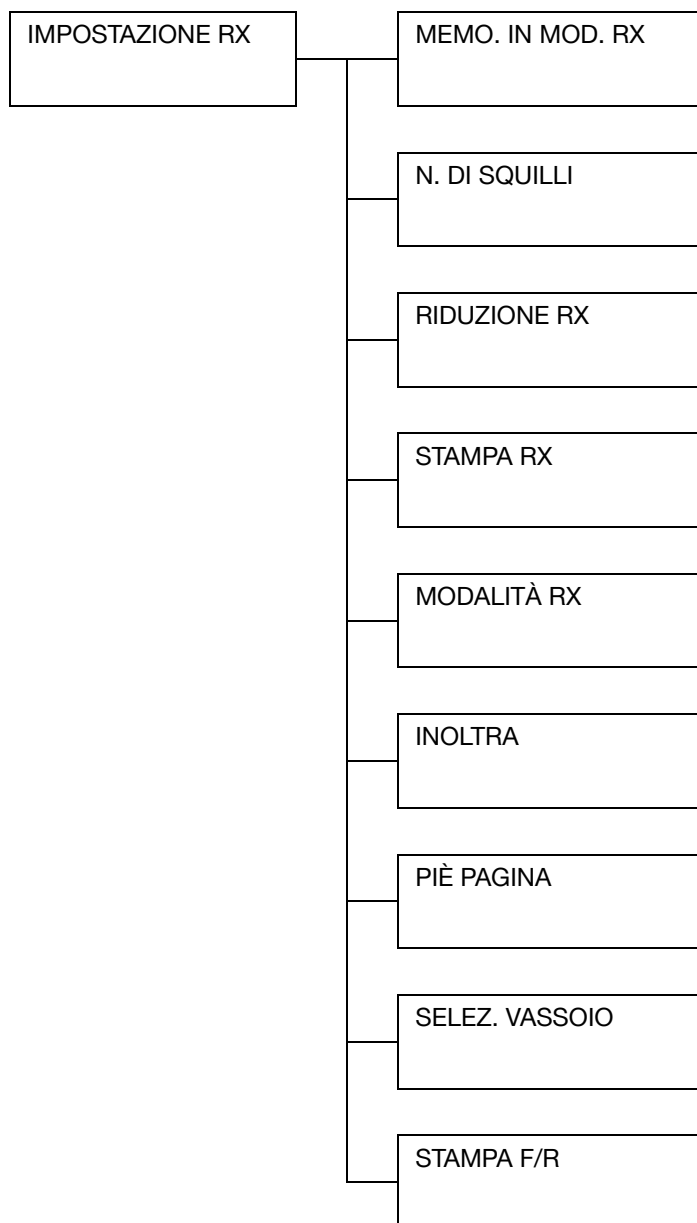 IMPOSTAZIONE RX
MEMO. IN MOD. RX
N. DI SQUILLI
RIDUZIONE RX
STAMPA RX
MODALITÀ RX
INOLTRA
PIÈ PAGINA
SELEZ. VASSOIO
STAMPA F/R